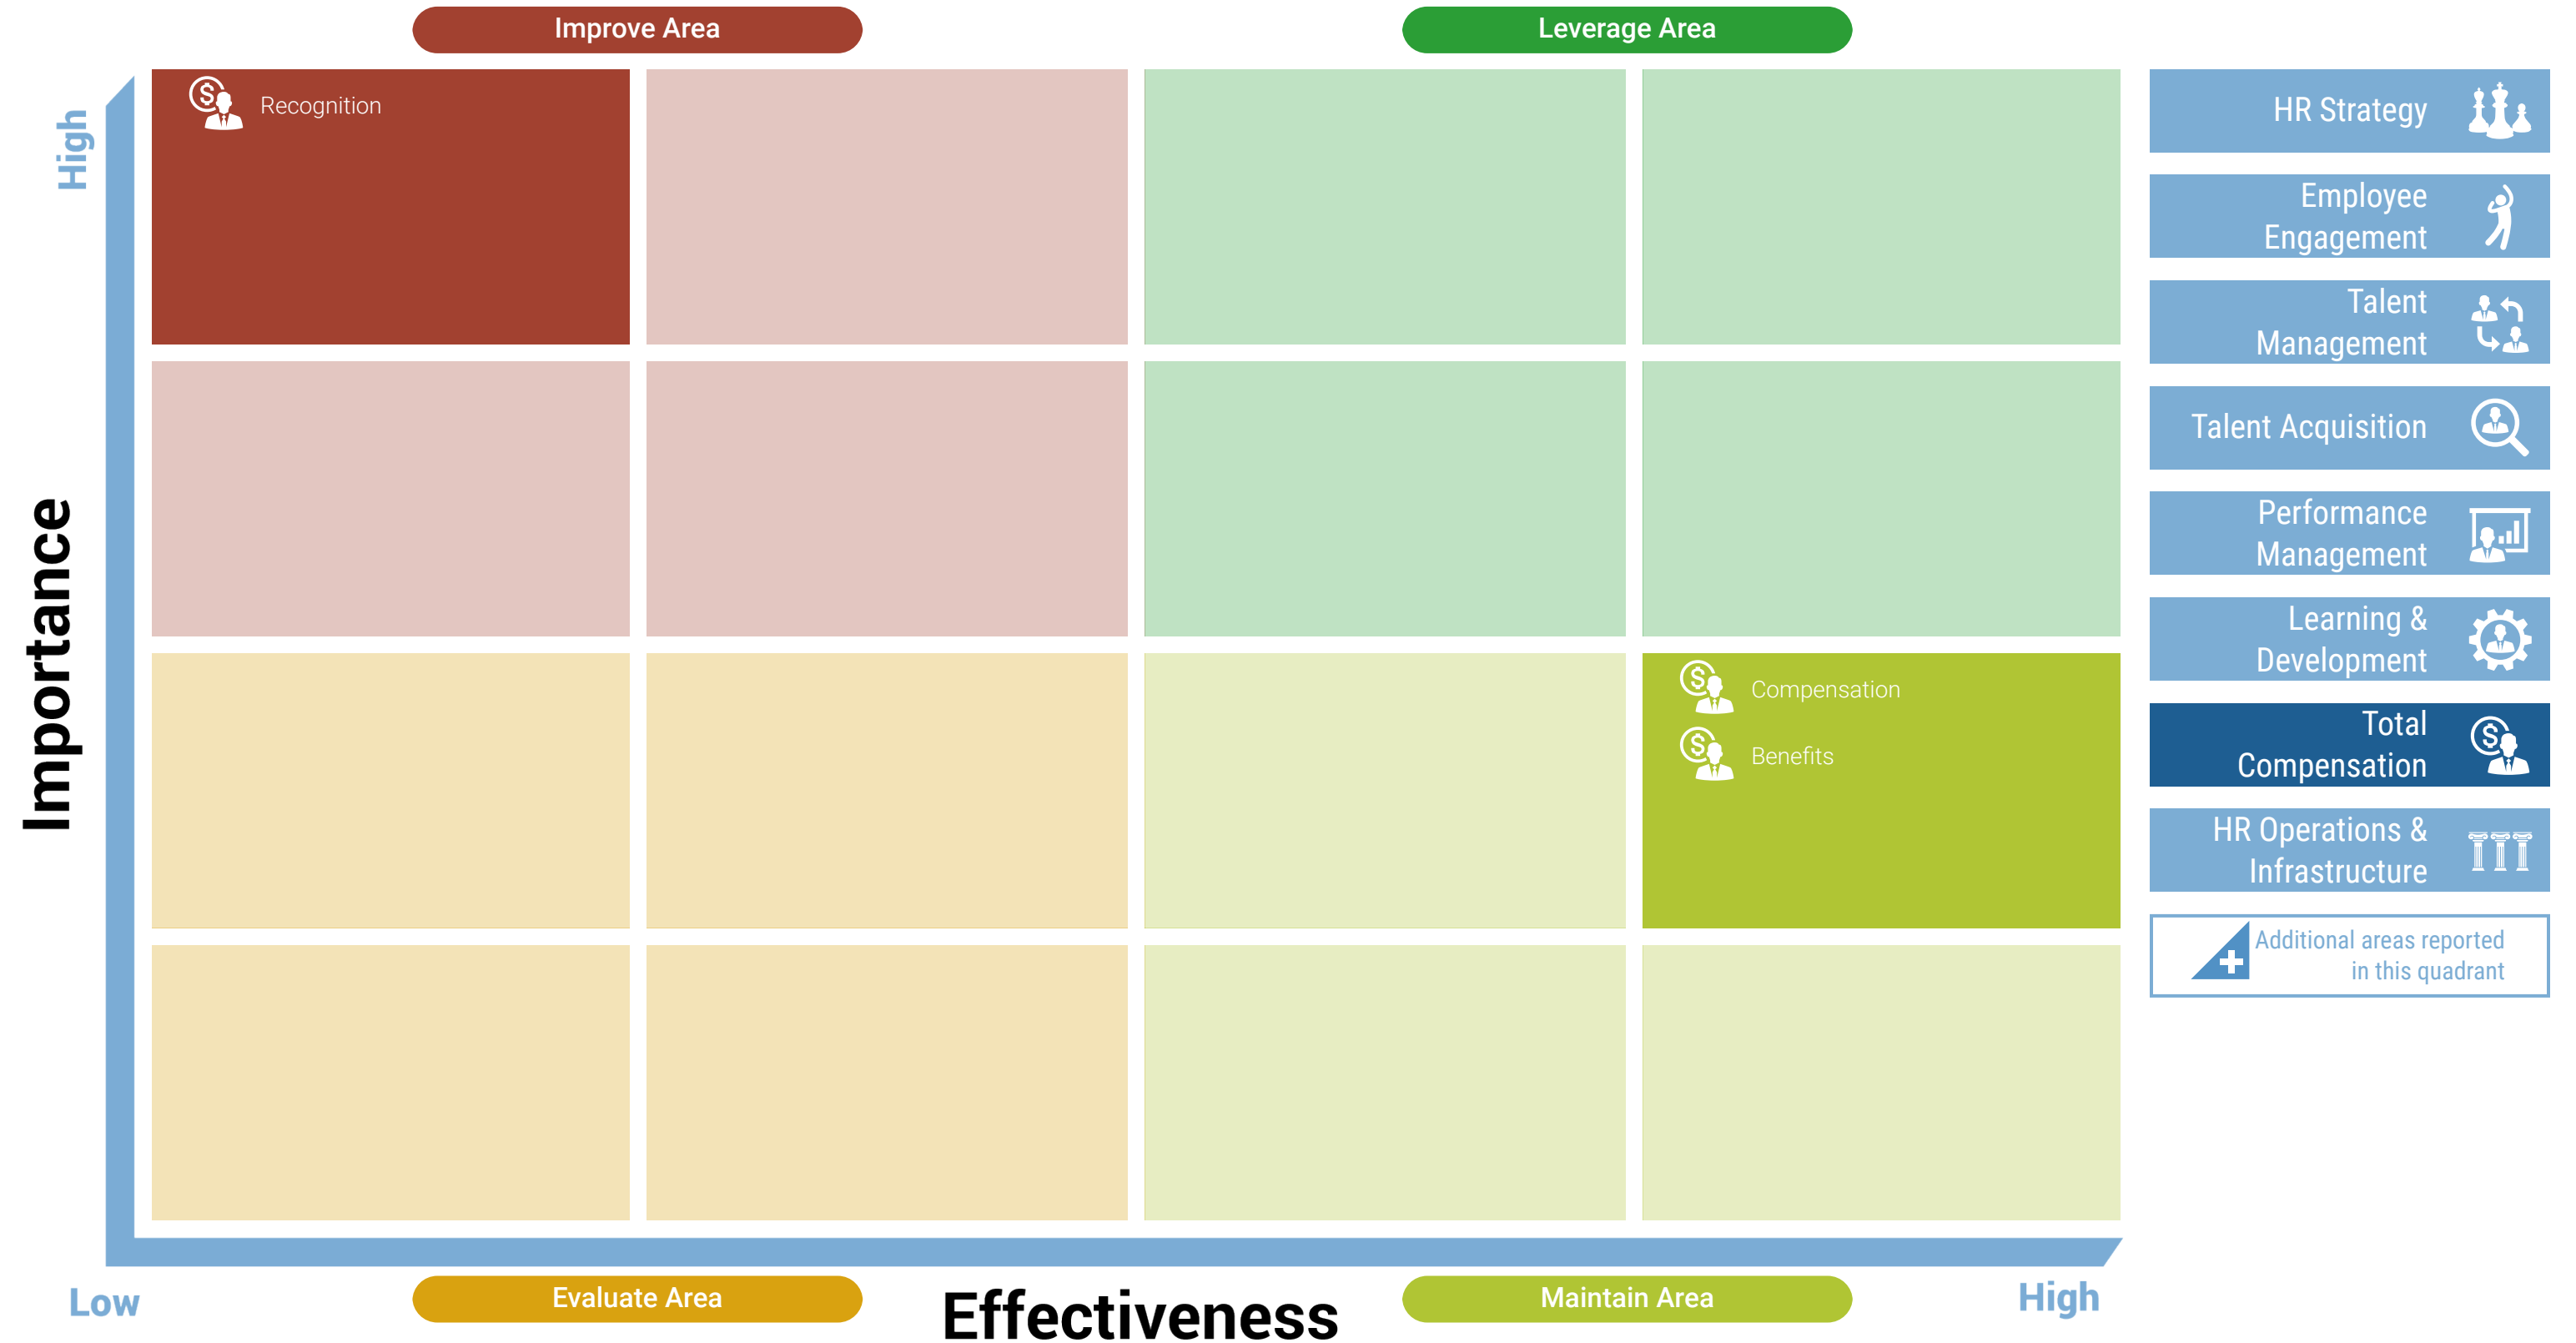 Improve Area
Leverage Area
High
Recognition
HR Strategy
Employee
Engagement
Talent
Management
Talent Acquisition
Importance
Performance
Management
Learning &
Development
$ Compensation
$ Benefits
Total
Compensation
HR Operations &
Infrastructure
Additional areas reported
in this quadrant
Low
Evaluate Area
Effectiveness
Maintain Area
High